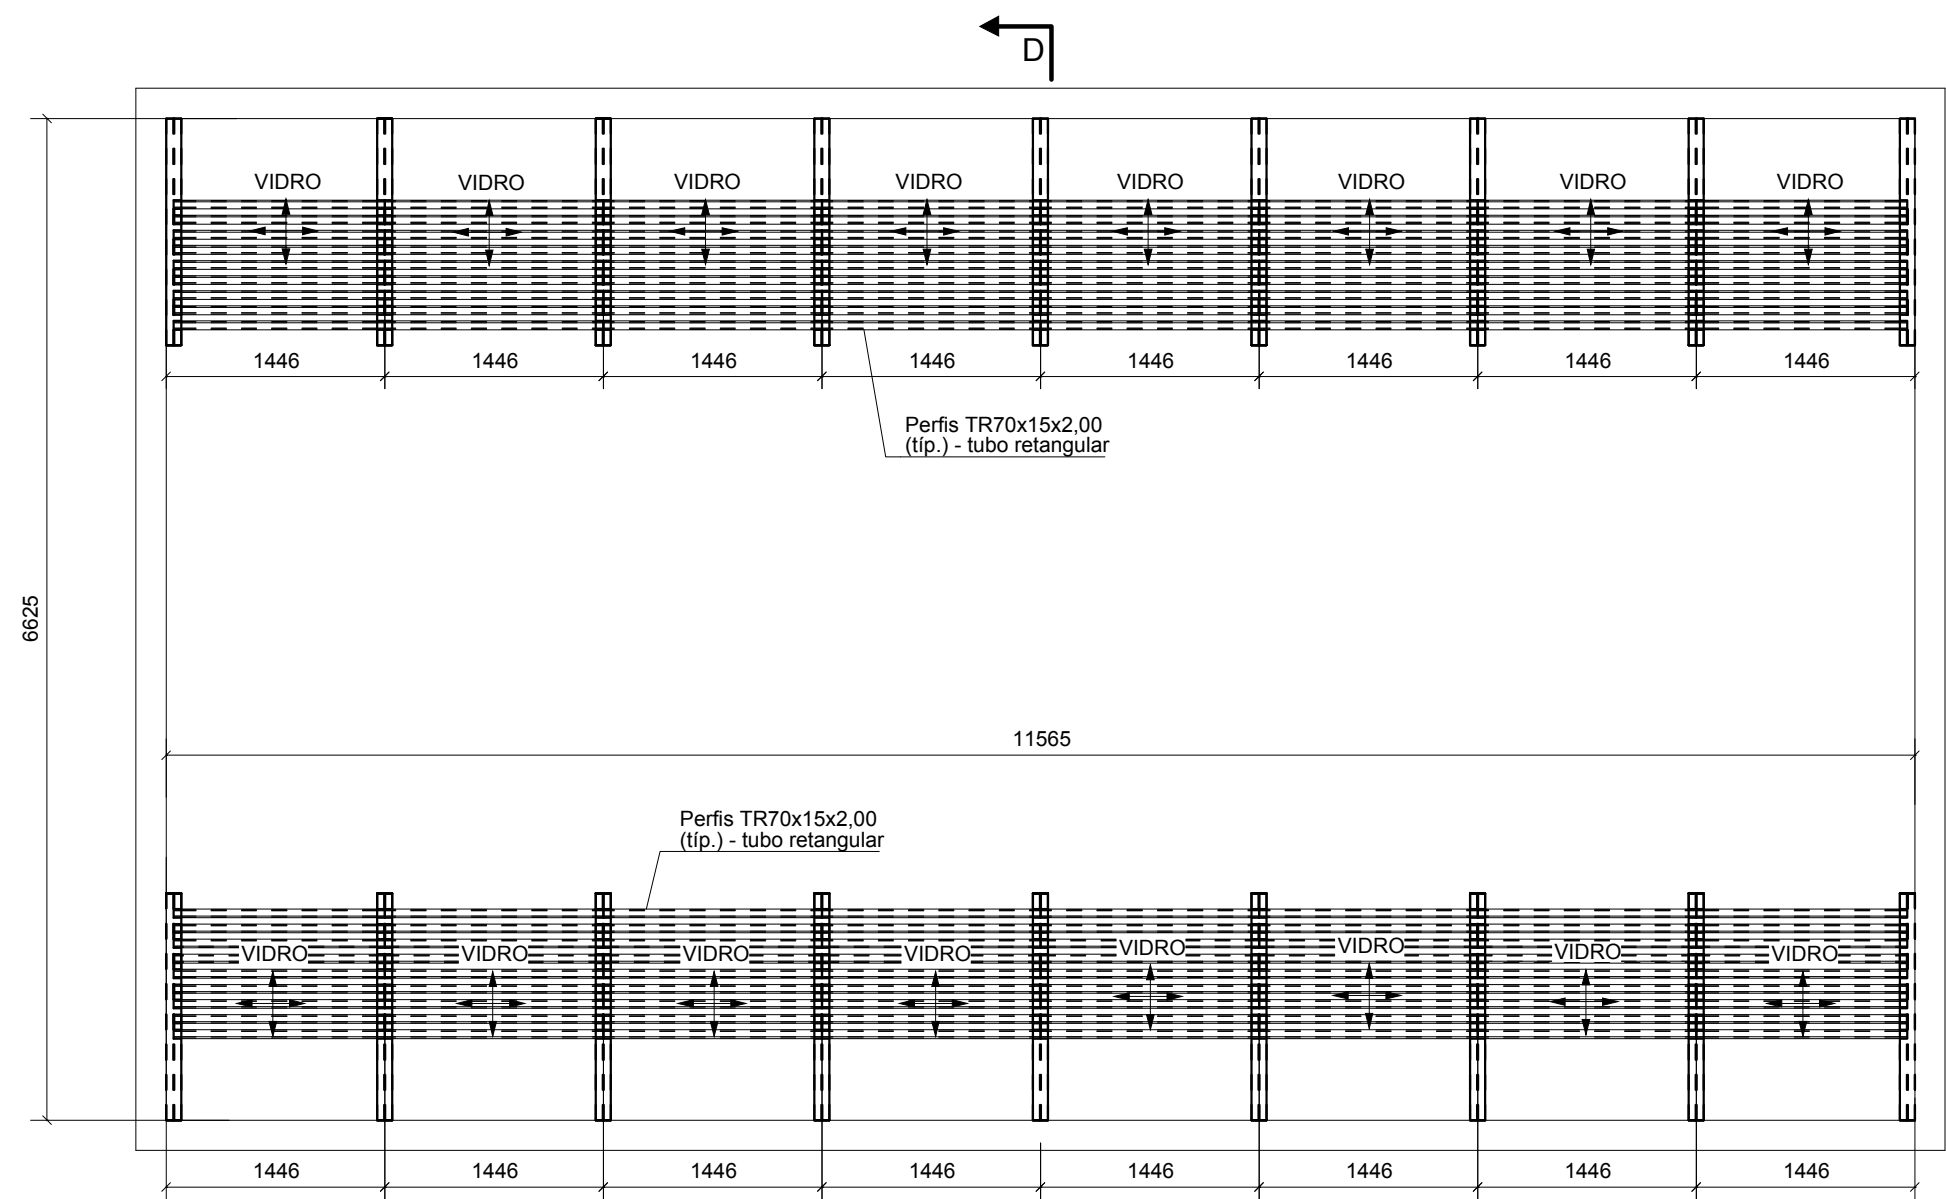 D
VIDRO VIDRO VIDRO VIDRO VIDRO VIDRO VIDRO VIDRO
1446 1446 1446 1446 1446 1446 1446 1446
Perfis TR70x15x2,00
(típ.) - tubo retangular
6625
11565
Perfis TR70x15x2,00
(típ.) - tubo retangular
VIDRO VIDRO VIDRO VIDRO VIDRO VIDRO VIDRO VIDRO
1446 1446 1446 1446 1446 1446 1446 1446